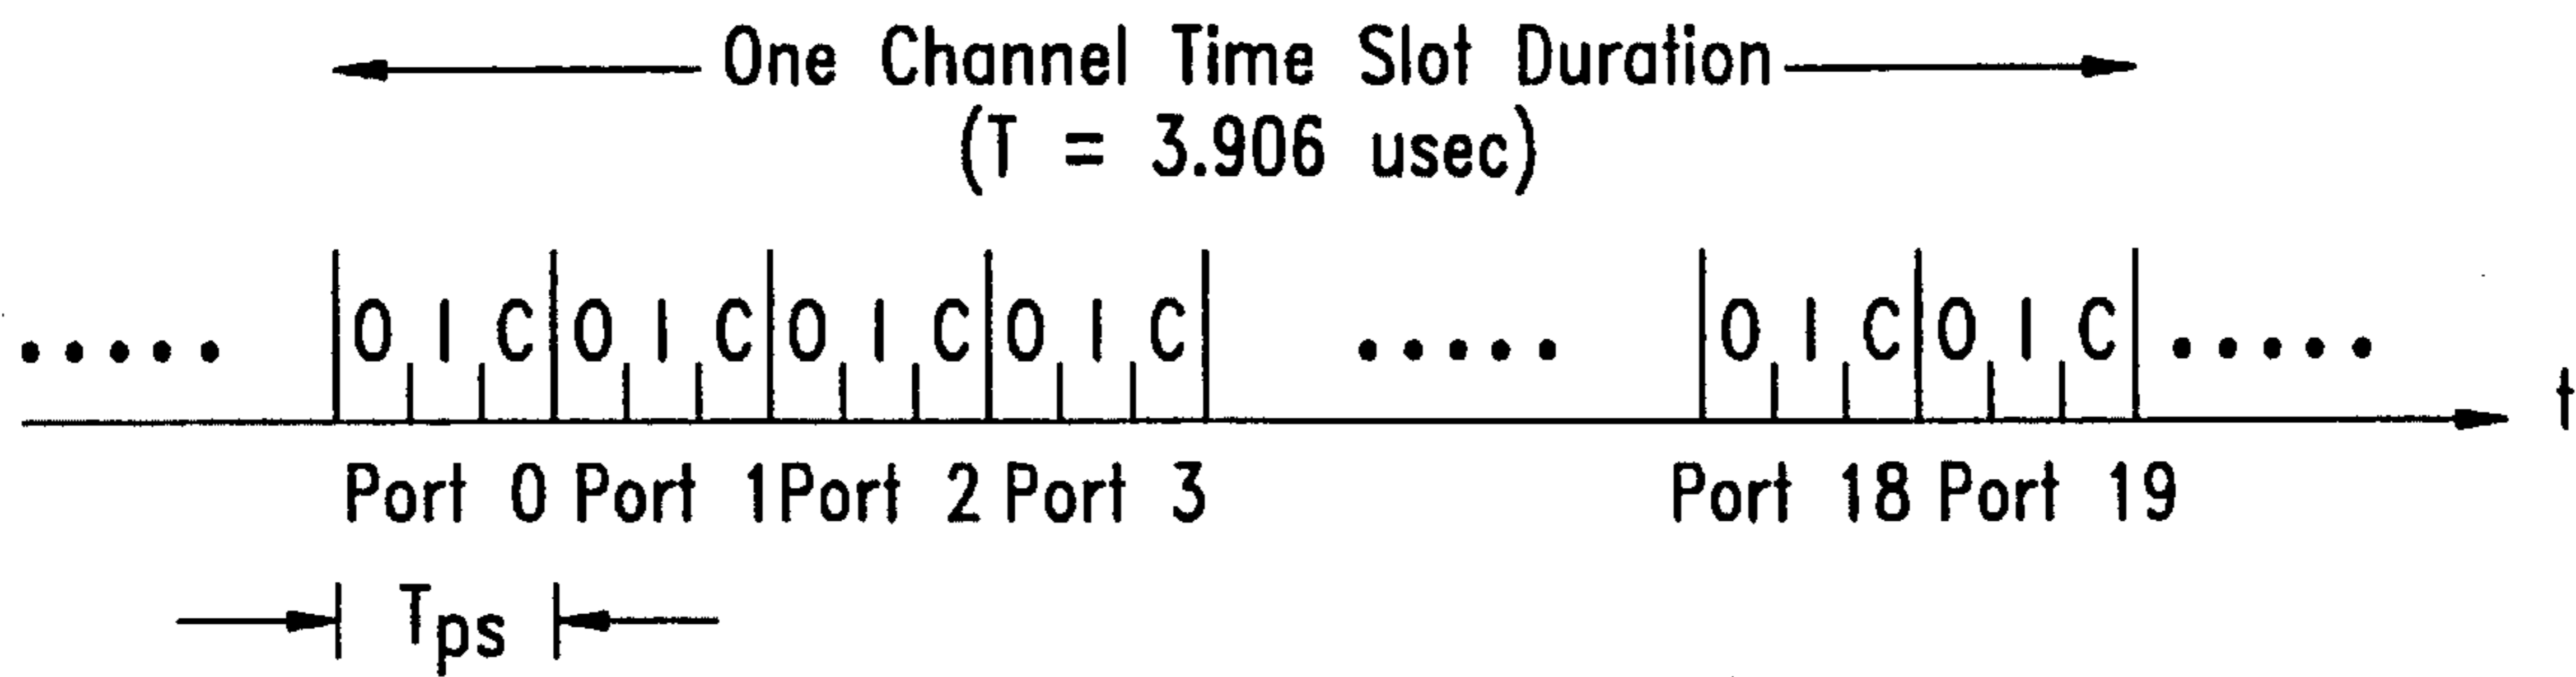 One Channel Time Slot Duration
(T = 3.906 usec)
..... O I C O I C O I C O I C ..... O I C O I C .....
t
Port 0 Port 1 Port 2 Port 3 Port 18 Port 19
Tps